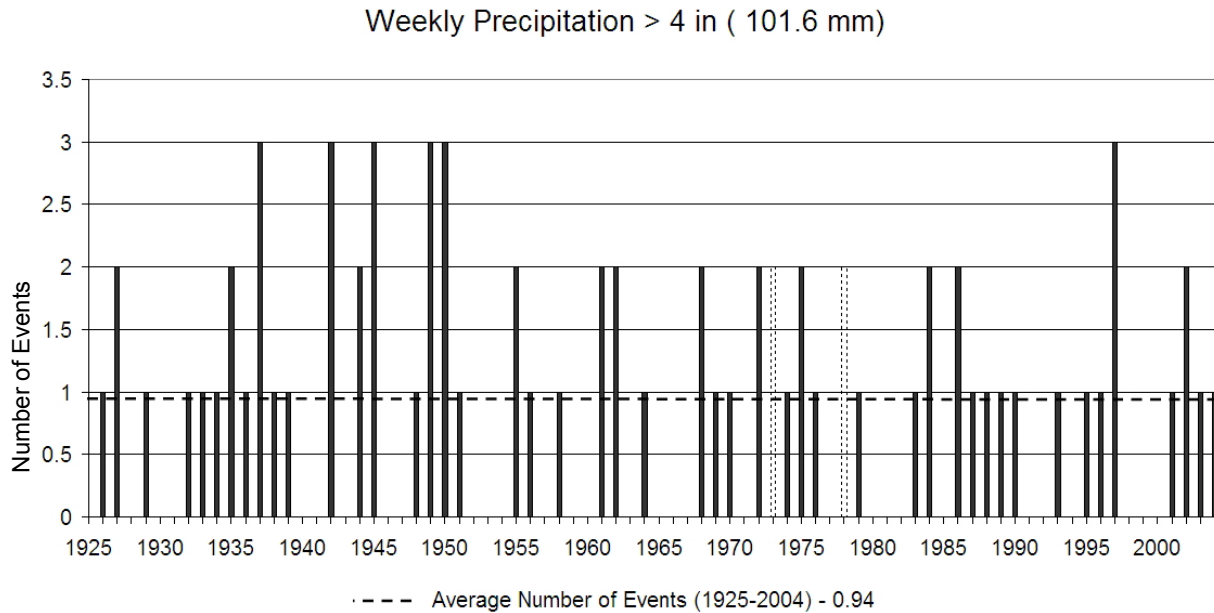 Weekly Precipitation > 4 in ( 101.6 mm)
3.5
3
2.5
2
1.5
1
0.5
0
Number of Events
1925 1930 1935 1940 1945 1950 1955 1960 1965 1970 1975 1980 1985 1990 1995 2000
Average Number of Events (1925-2004) - 0.94